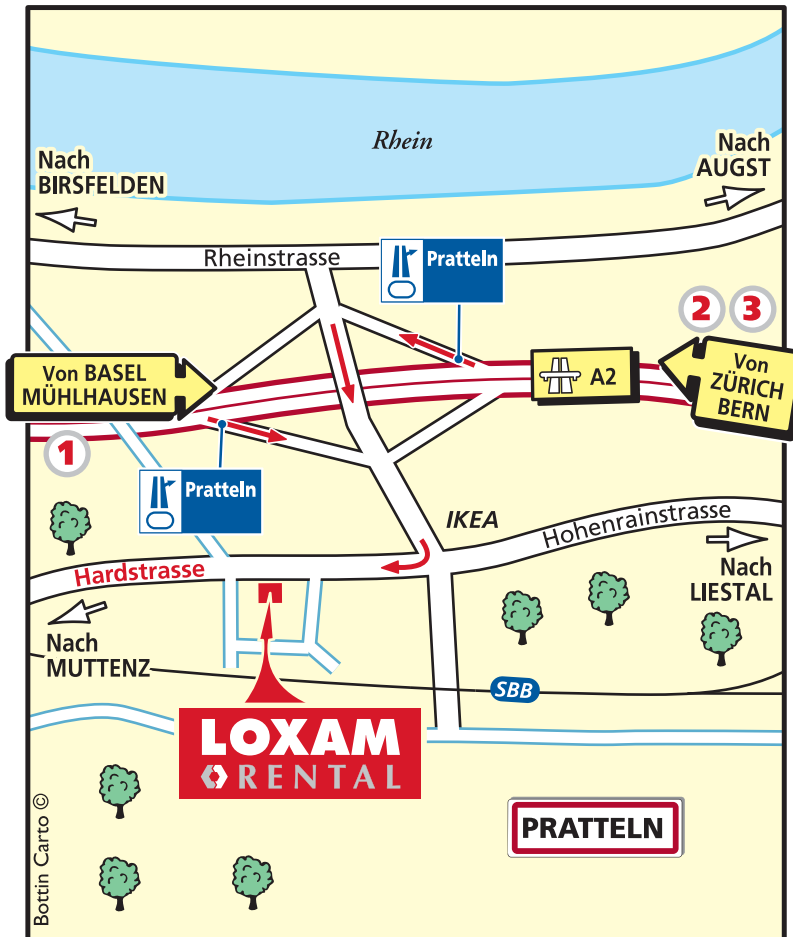 Rhein
Nach
BIRSFELDEN
Nach
AUGST
Rheinstrasse
Pratteln
2
3
Von BASEL
MÜHLHAUSEN
A2
Von
ZÜRICH
BERN
1
Pratteln
IKEA
Hohenrainstrasse
Hardstrasse
Nach
LIESTAL
Nach
MUTTENZ
SBB
LOXAM
RENTAL
PRATTELN
Bottin Carto ©